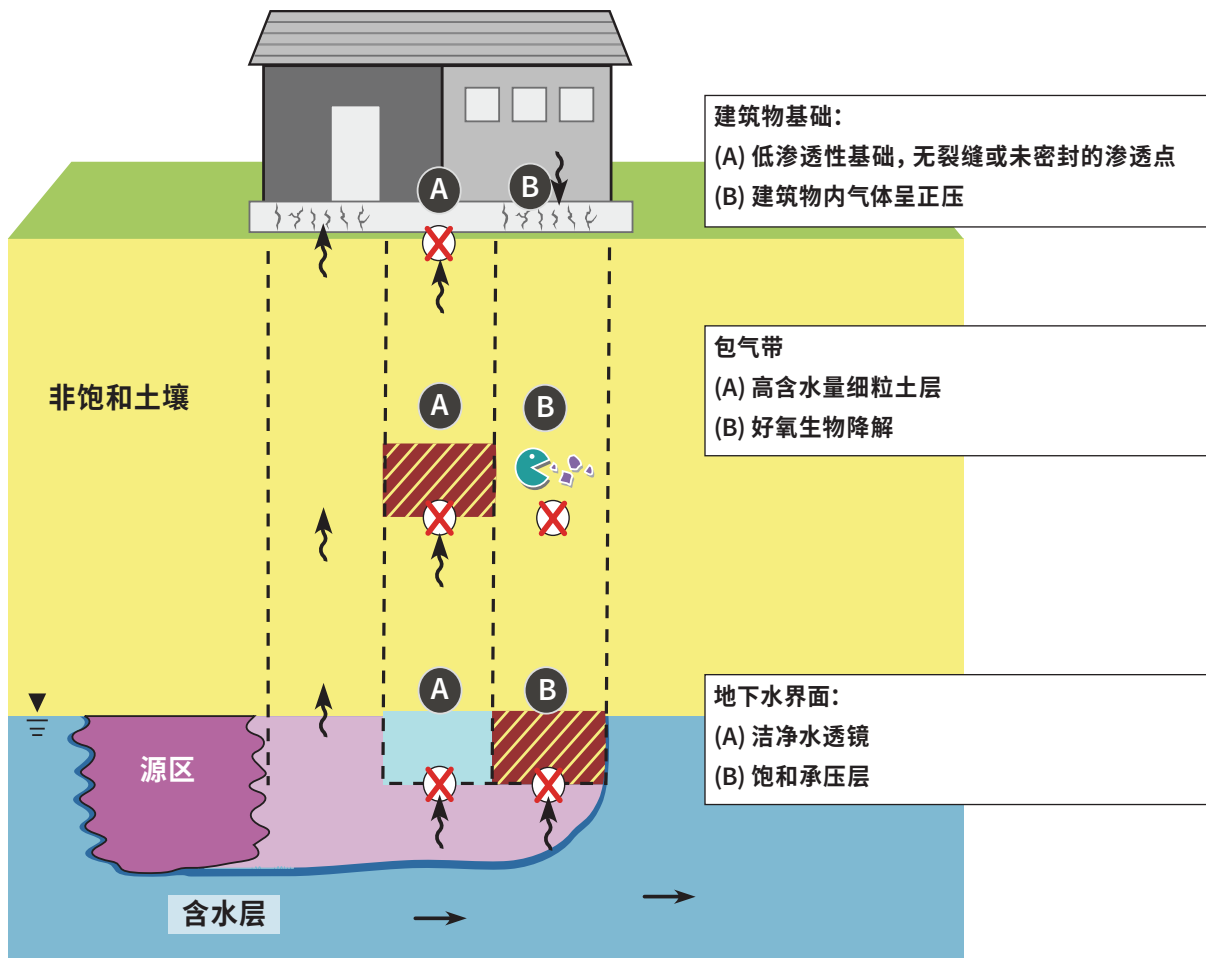 A
B
建筑物基础：
(A) 低渗透性基础，无裂缝或未密封的渗透点
(B) 建筑物内气体呈正压
非饱和土壤
A
B
包气带
(A) 高含水量细粒土层
(B) 好氧生物降解
A
B
地下水界面：
(A) 洁净水透镜
(B) 饱和承压层
源区
含水层